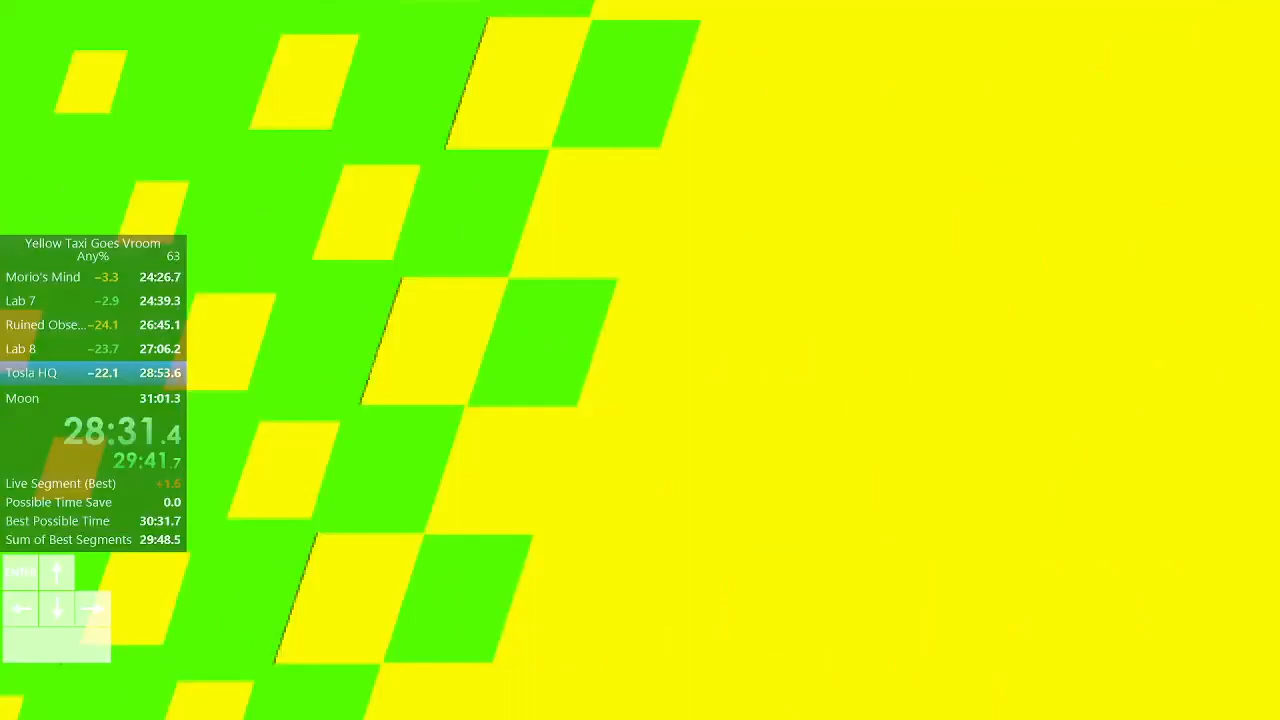 Yellow Taxi Goes Vroom
Any% 63
Morio's Mind -3.3 24:26.7
Lab 7 -2.9 24:39.3
Ruined Obse... -24.1 26:45.1
Lab 8 -23.7 27:06.2
Tosla HQ -22.1 28:53.6
Moon 31:01.3
28:31.4
29:41.7
Live Segment (Best) +1.6
Possible Time Save 0.0
Best Possible Time 30:31.7
Sum of Best Segments 29:48.5